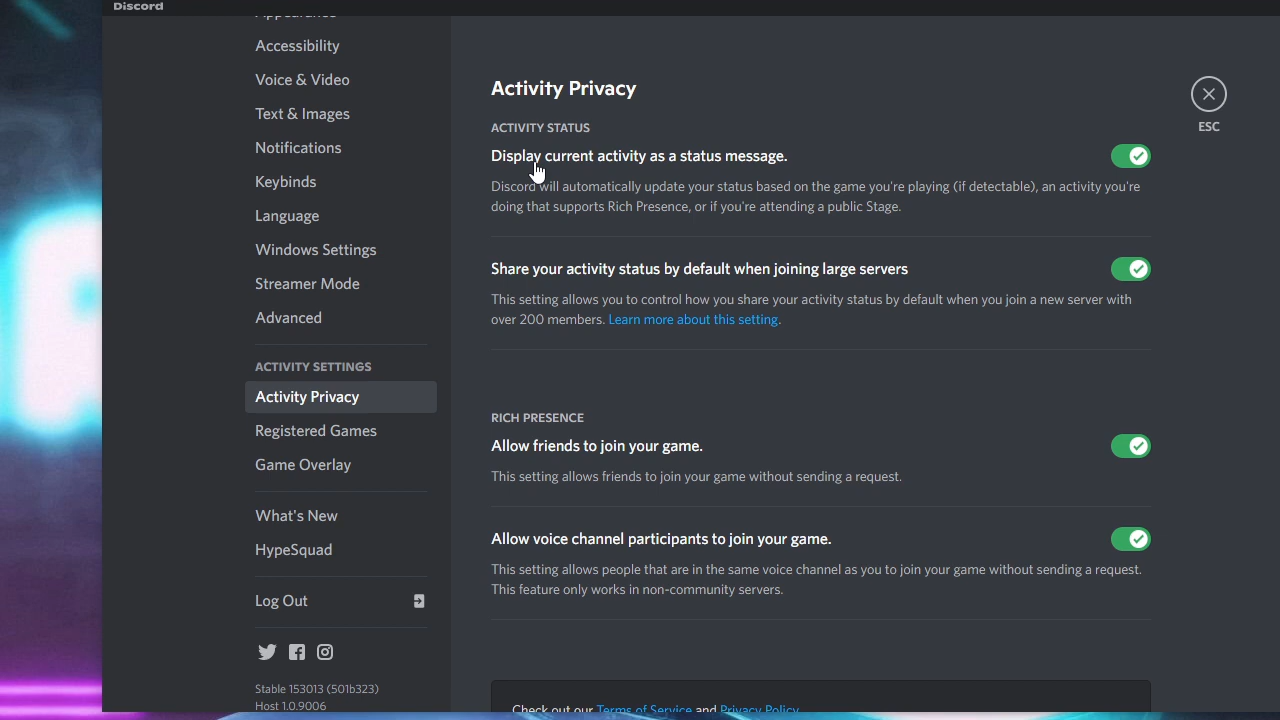 Discord
Appearance
Accessibility
Voice & Video
Text & Images
Notifications
Keybinds
Language
Windows Settings
Streamer Mode
Advanced
ACTIVITY SETTINGS
Activity Privacy
Registered Games
Game Overlay
What's New
HypeSquad
Log Out
Stable 153013 (501b323)
Host 1.0.9006
Activity Privacy
ESC
ACTIVITY STATUS
Display current activity as a status message.
Discord will automatically update your status based on the game you're playing (if detectable), an activity you're
doing that supports Rich Presence, or if you're attending a public Stage.
Share your activity status by default when joining large servers
This setting allows you to control how you share your activity status by default when you join a new server with
over 200 members. Learn more about this setting.
RICH PRESENCE
Allow friends to join your game.
This setting allows friends to join your game without sending a request.
Allow voice channel participants to join your game.
This setting allows people that are in the same voice channel as you to join your game without sending a request.
This feature only works in non-community servers.
Check out our Terms of Service and Privacy Policy